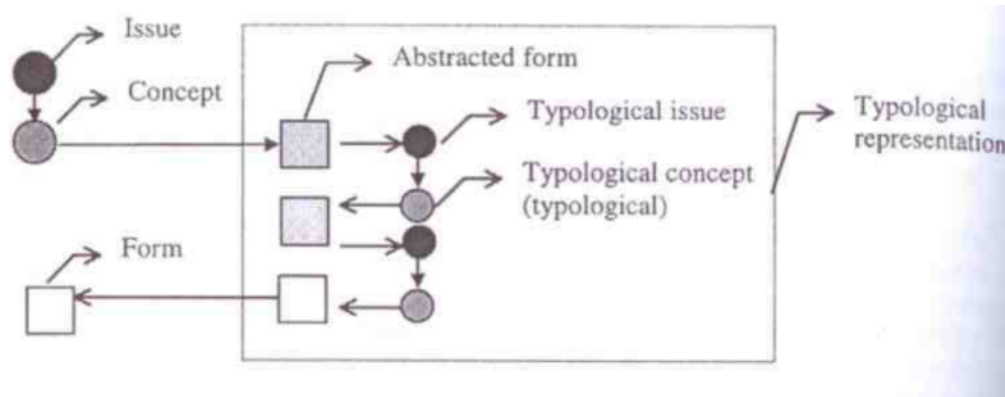 Issue
Concept
Abstracted form
Typological issue
Typological concept
(typological)
Typological
representation
Form